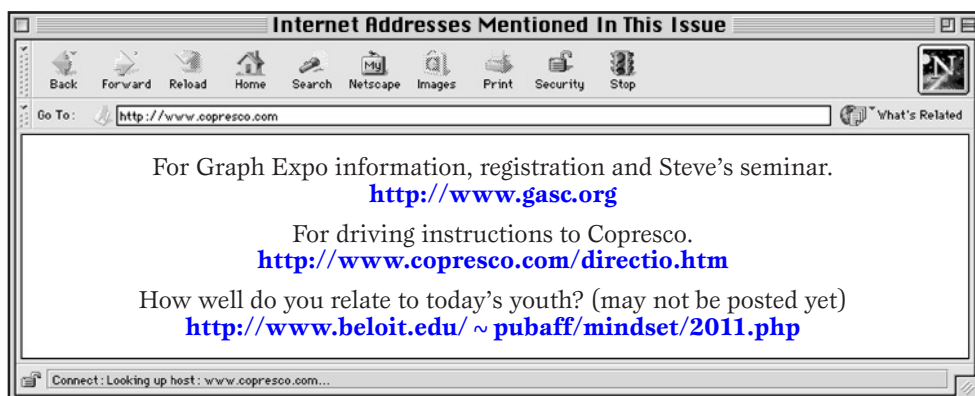 Internet Addresses Mentioned In This Issue
Back Forward Reload Home Search Netscape Images Print Security Stop
Go To: http://www.copresco.com What's Related
For Graph Expo information, registration and Steve’s seminar.
http://www.gasc.org
For driving instructions to Copresco.
http://www.copresco.com/directio.htm
How well do you relate to today’s youth? (may not be posted yet)
http://www.beloit.edu/ ~ pubaff/mindset/2011.php
Connect: Looking up host: www.copresco.com...